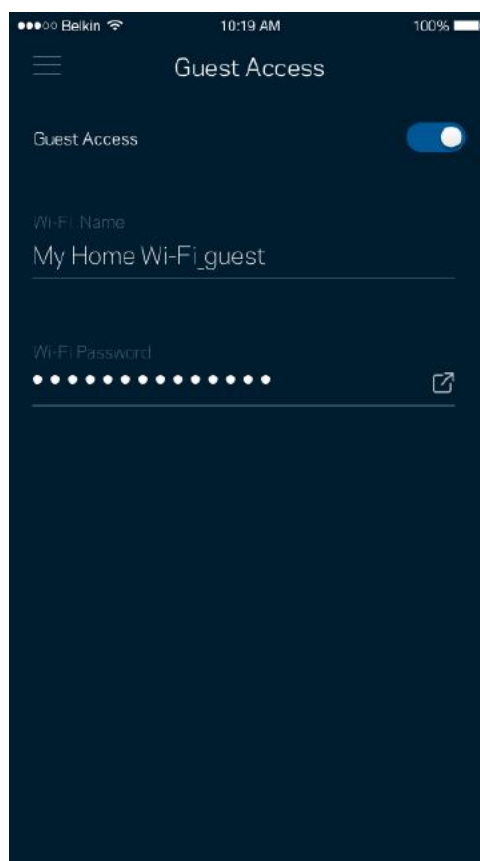 ●●●○○ Belkin 10:19 AM 100%
Guest Access
Guest Access
Wi-Fi Name
My Home Wi-Fi_guest
Wi-Fi Password
●●●●●●●●●●●●●●